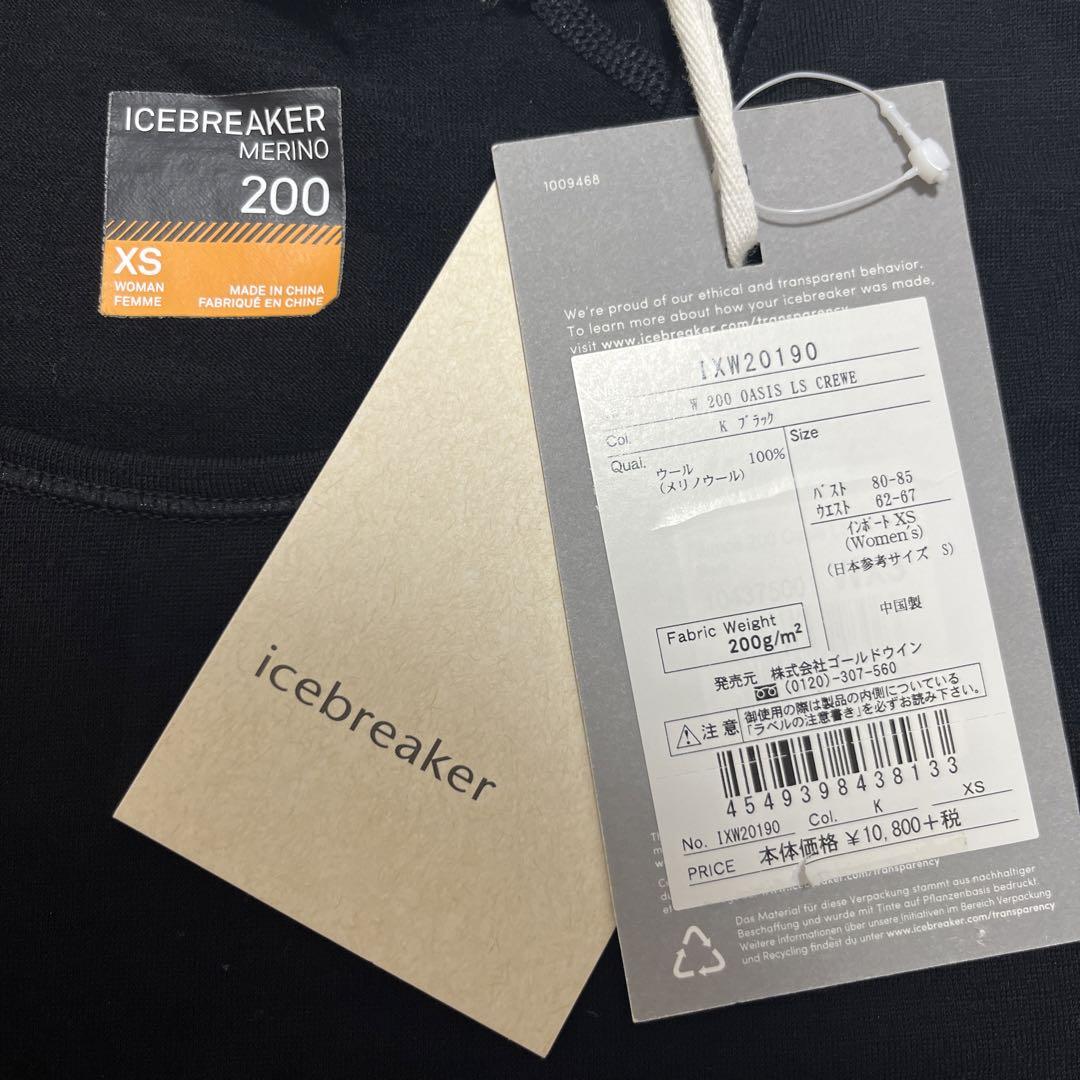 ICEBREAKER
MERINO
200
XS
WOMAN
FEMME
MADE IN CHINA
FABRIQUÉ EN CHINE
icebreaker
1009468
We're proud of our ethical and transparent behavior.
To learn more about how your icebreaker was made,
visit www.icebreaker.com/transparency
IXW20190
W 200 OASIS LS CREWE
Col. K ブラック
Quai. ウール 100%
(メリノウール)
Size
バスト 80-85
ウエスト 62-67
インポート XS
(Women's)
(日本参考サイズ S)
中国製
Fabric Weight
200g/m²
発売元 株式会社ゴールドウイン
(0120)-307-560
注意 御使用の際は製品の内側についている
「ラベルの注意書き」を必ずお読み下さい。
4549398438133
No. IXW20190 Col. K XS
PRICE 本体価格 ¥10,800+税
Das Material für diese Verpackung stammt aus nachhaltiger
Beschaffung und wurde mit Tinte auf Pflanzenbasis bedruckt.
Weitere informationen über unsere Initiativen im Bereich Verpackung
und Recycling findest du unter www.icebreaker.com/transparency